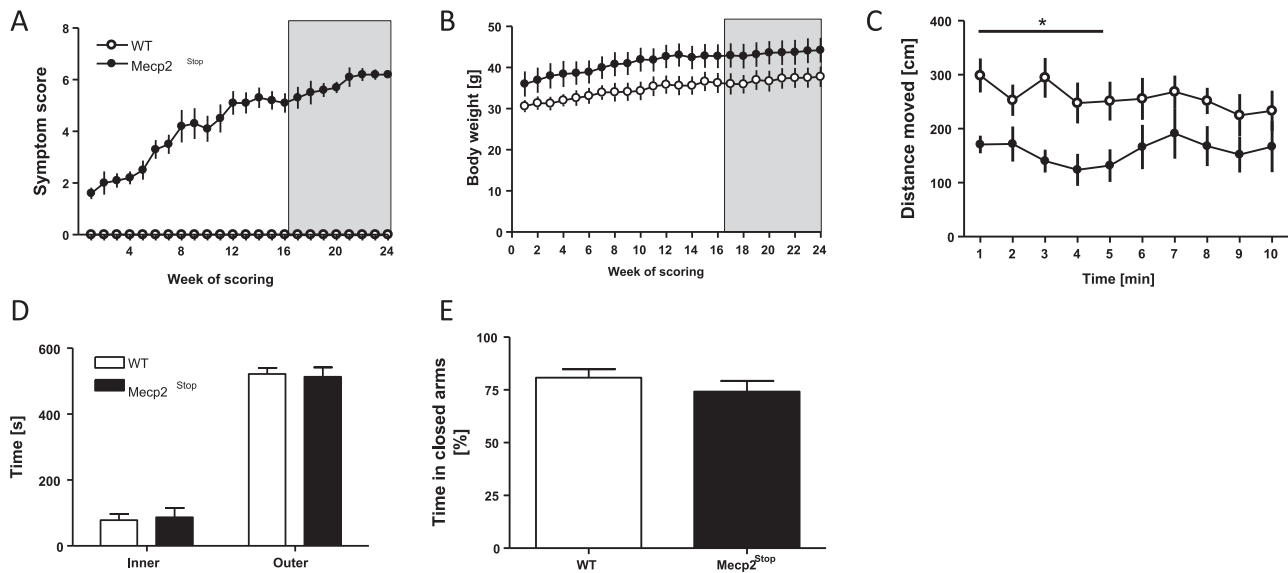 A
8
6
4
2
0
Symptom score
WT
Mecp2 Stop
4 8 12 14 16 18 20 22 24
Week of scoring
B
50
40
30
20
10
0
Body weight [g]
0 2 4 6 8 10 12 14 16 18 20 22 24
Week of scoring
C
400
300
200
100
0
Distance moved [cm]
*
1 2 3 4 5 6 7 8 9 10
Time [min]
D
600
400
200
0
Time [s]
WT
Mecp2 Stop
Inner Outer
E
100
75
50
25
0
Time in closed arms
[%]
WT Mecp2Stop